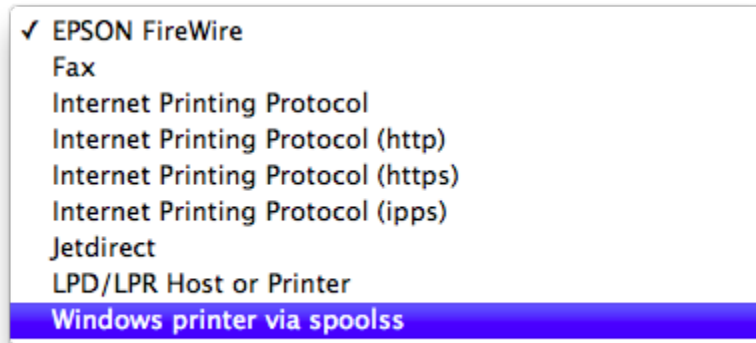 ✓ EPSON FireWire
Fax
Internet Printing Protocol
Internet Printing Protocol (http)
Internet Printing Protocol (https)
Internet Printing Protocol (ipps)
Jetdirect
LPD/LPR Host or Printer
Windows printer via spoolss